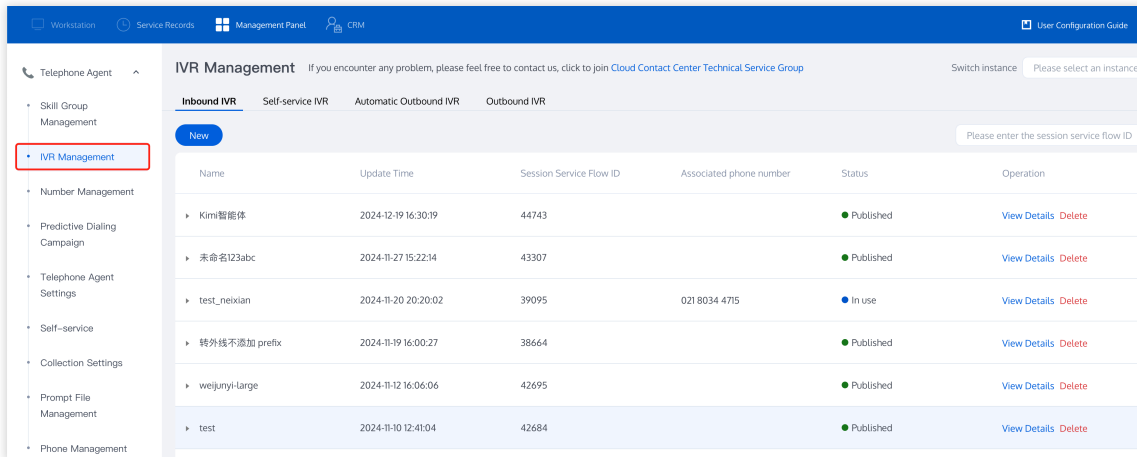 Workstation Service Records Management Panel CRM User Configuration Guide
Telephone Agent
Skill Group
Management
IVR Management
Number Management
Predictive Dialing
Campaign
Telephone Agent
Settings
Self-service
Collection Settings
Prompt File
Management
Phone Management
IVR Management If you encounter any problem, please feel free to contact us, click to join Cloud Contact Center Technical Service Group Switch instance Please select an instance
Inbound IVR Self-service IVR Automatic Outbound IVR Outbound IVR
New Please enter the session service flow ID
Name Update Time Session Service Flow ID Associated phone number Status Operation
Kimi智能体 2024-12-19 16:30:19 44743 Published View Details Delete
未命名123abc 2024-11-27 15:22:14 43307 Published View Details Delete
test_neixian 2024-11-20 20:20:02 39095 021 8034 4715 In use View Details Delete
转外线不添加 prefix 2024-11-19 16:00:27 38664 Published View Details Delete
weijunyi-large 2024-11-12 16:06:06 42695 Published View Details Delete
test 2024-11-10 12:41:04 42684 Published View Details Delete